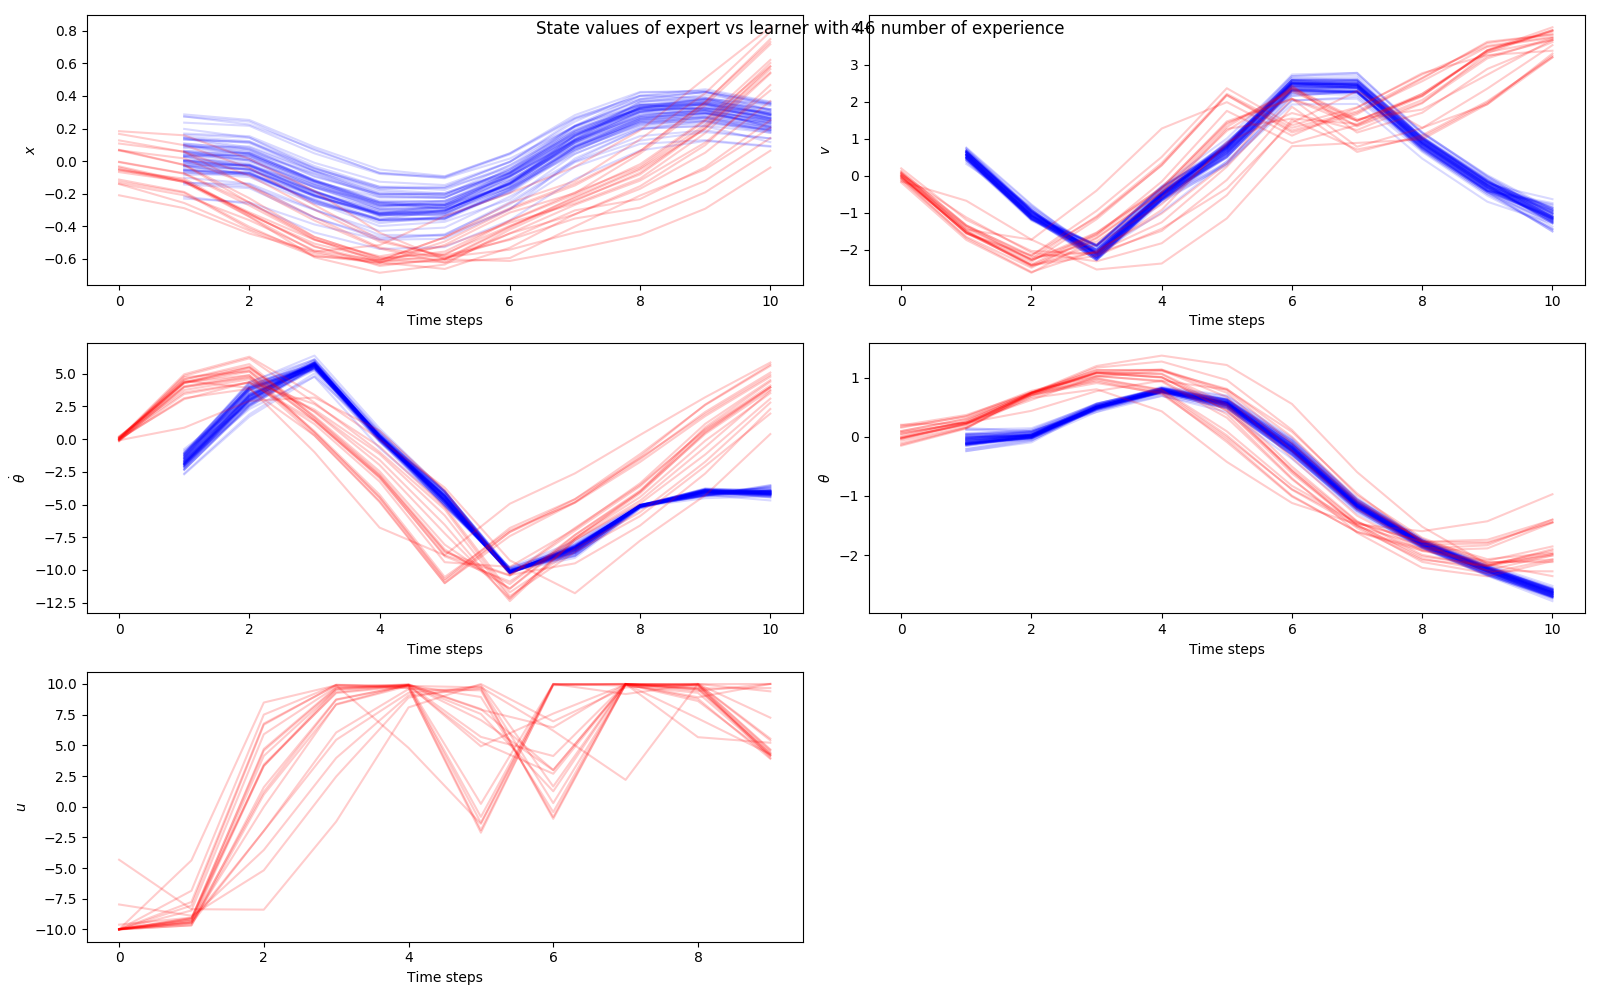 State values of expert vs learner with 46 number of experience
0.8
0.6
0.4
0.2
0.0
−0.2
−0.4
−0.6
x
0 2 4 6 8 10
Time steps
4
3
2
1
0
−1
−2
v
0 2 4 6 8 10
Time steps
5.0
2.5
0.0
−2.5
−5.0
−7.5
−10.0
−12.5
θ̇
0 2 4 6 8 10
Time steps
1
0
−1
−2
θ
0 2 4 6 8 10
Time steps
10.0
7.5
5.0
2.5
0.0
−2.5
−5.0
−7.5
−10.0
u
0 2 4 6 8
Time steps